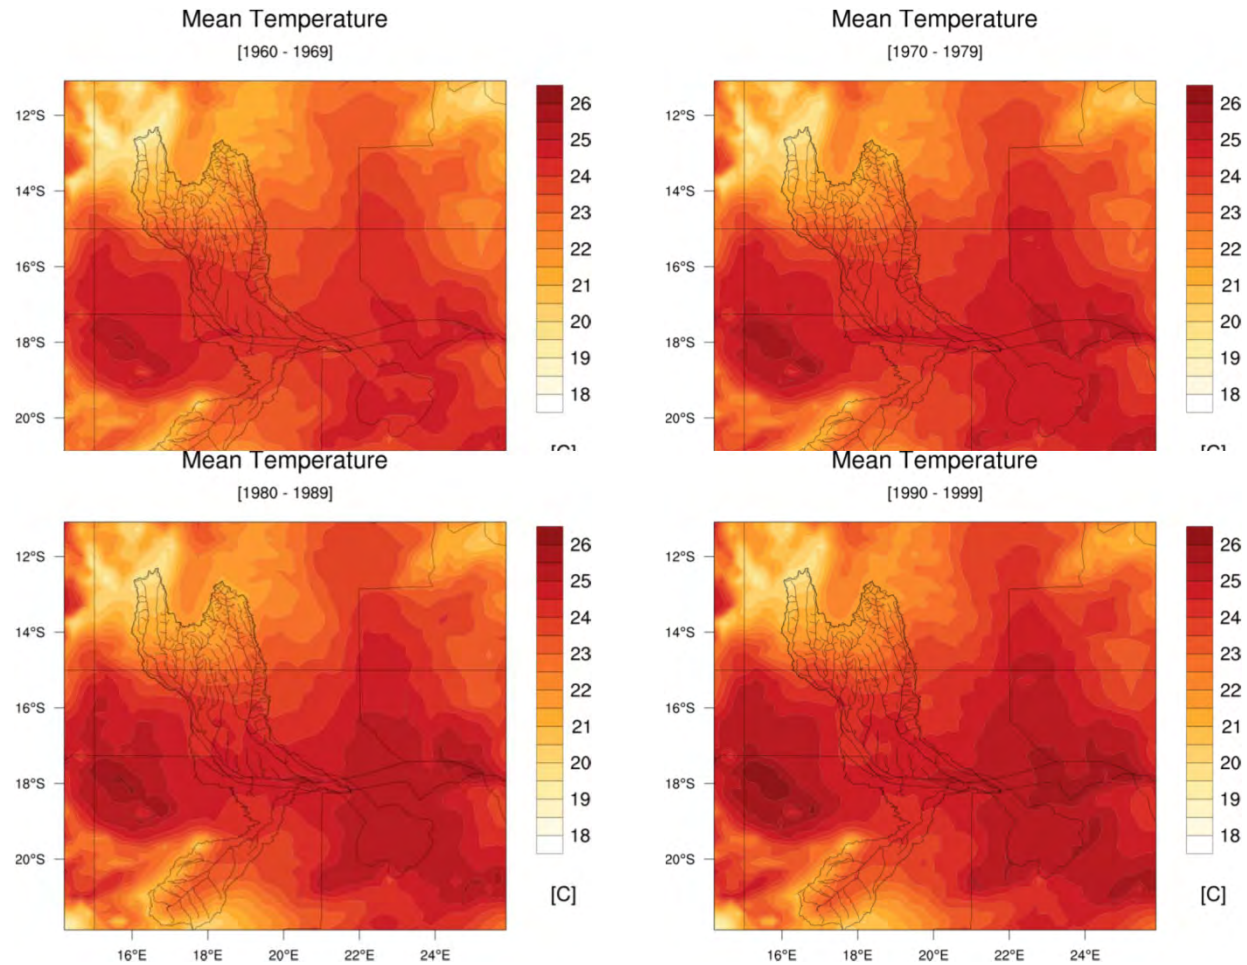 Mean Temperature
[1960 - 1969]
12°S
14°S
16°S
18°S
20°S
26
25
24
23
22
21
20
19
18
Mean Temperature
[1970 - 1979]
12°S
14°S
16°S
18°S
20°S
26
25
24
23
22
21
20
19
18
Mean Temperature
[1980 - 1989]
12°S
14°S
16°S
18°S
20°S
16°E
18°E
20°E
22°E
24°E
26
25
24
23
22
21
20
19
18
[C]
Mean Temperature
[1990 - 1999]
12°S
14°S
16°S
18°S
20°S
16°E
18°E
20°E
22°E
24°E
26
25
24
23
22
21
20
19
18
[C]